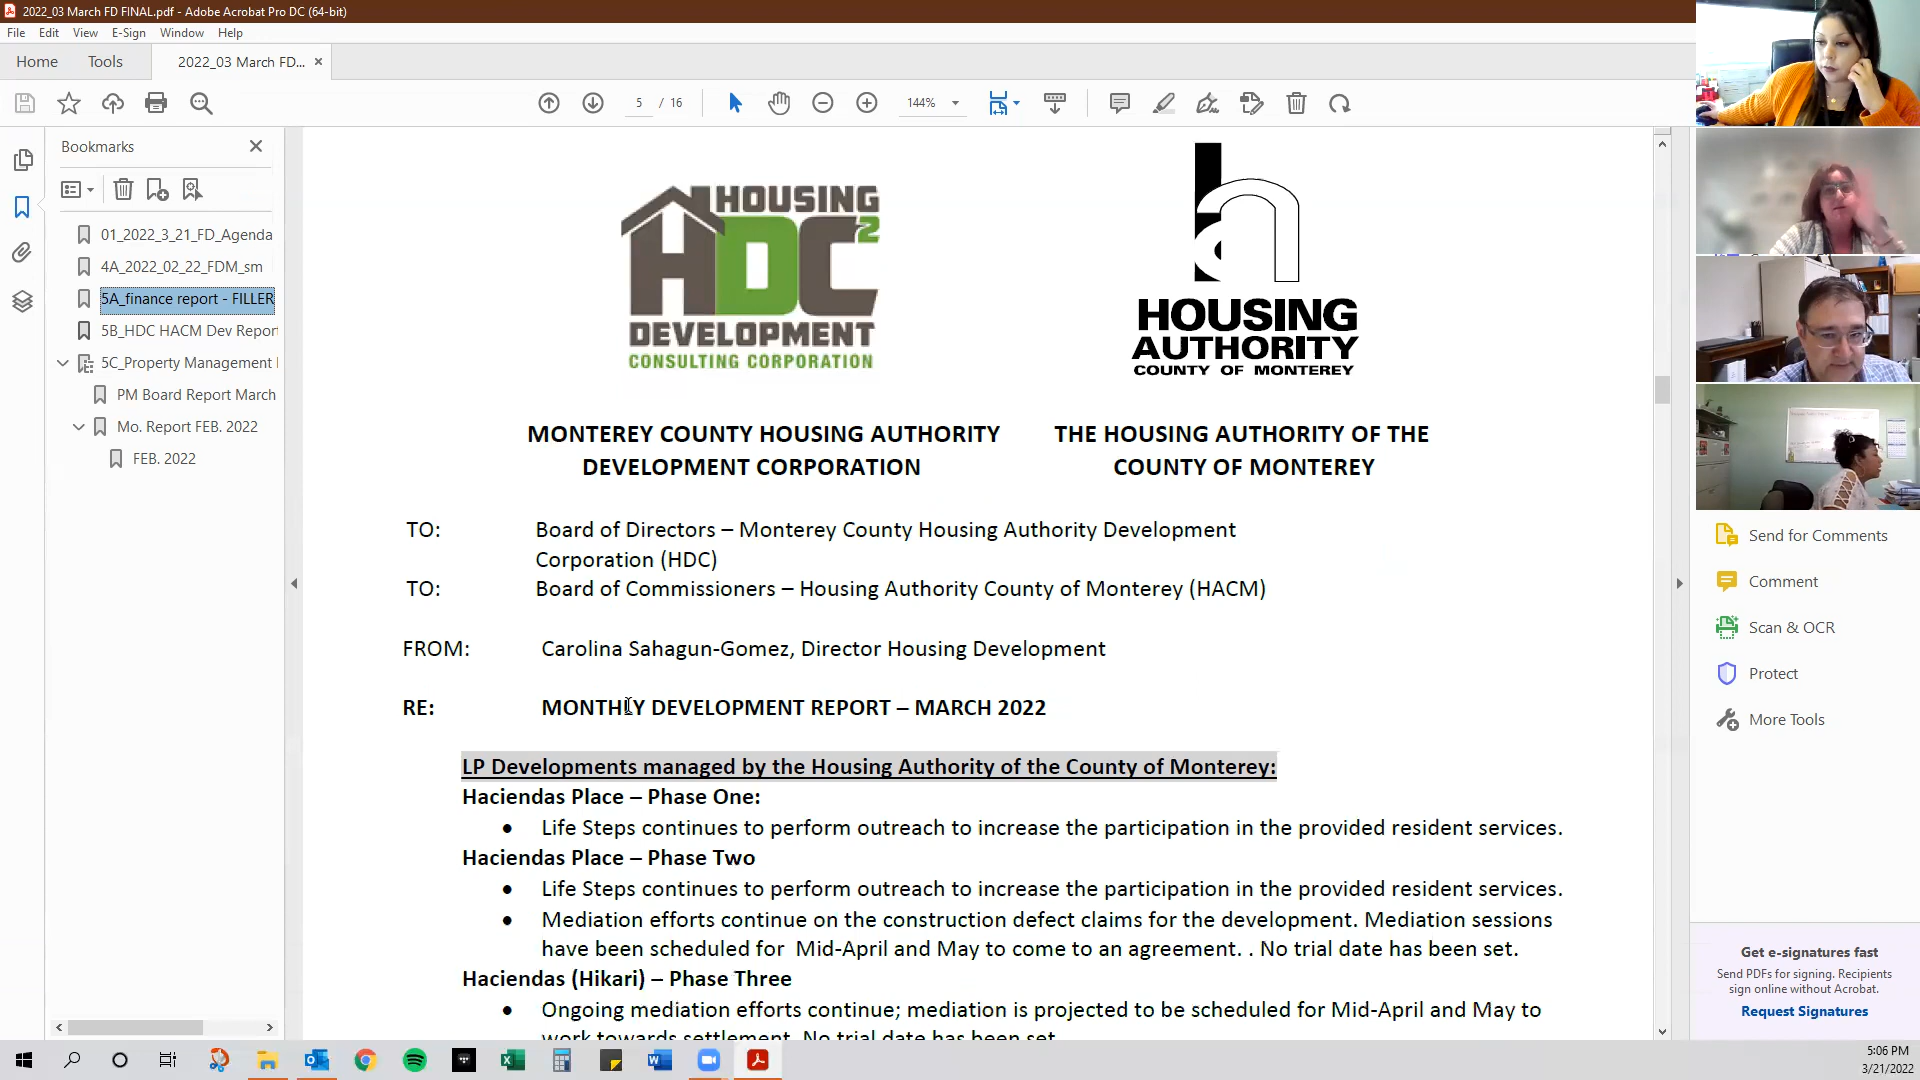 2022_03 March FD FINAL.pdf - Adobe Acrobat Pro DC (64-bit)
File Edit View E-Sign Window Help
Home Tools 2022_03 March FD... ×
5 / 16 144%
Bookmarks
01_2022_3_21_FD_Agenda
4A_2022_02_22_FDM_sm
5A_finance report - FILLER
5B_HDC HACM Dev Report
5C_Property Management
PM Board Report March
Mo. Report FEB. 2022
FEB. 2022
HOUSING
HDC2
DEVELOPMENT
CONSULTING CORPORATION
ha
HOUSING
AUTHORITY
COUNTY OF MONTEREY
MONTEREY COUNTY HOUSING AUTHORITY
DEVELOPMENT CORPORATION
THE HOUSING AUTHORITY OF THE
COUNTY OF MONTEREY
TO: Board of Directors – Monterey County Housing Authority Development
Corporation (HDC)
TO: Board of Commissioners – Housing Authority County of Monterey (HACM)
FROM: Carolina Sahagun-Gomez, Director Housing Development
RE: MONTHLY DEVELOPMENT REPORT – MARCH 2022
LP Developments managed by the Housing Authority of the County of Monterey:
Haciendas Place – Phase One:
• Life Steps continues to perform outreach to increase the participation in the provided resident services.
Haciendas Place – Phase Two
• Life Steps continues to perform outreach to increase the participation in the provided resident services.
• Mediation efforts continue on the construction defect claims for the development. Mediation sessions
have been scheduled for Mid-April and May to come to an agreement. . No trial date has been set.
Haciendas (Hikari) – Phase Three
• Ongoing mediation efforts continue; mediation is projected to be scheduled for Mid-April and May to
work towards settlement. No trial date has been set.
Send for Comments
Comment
Scan & OCR
Protect
More Tools
Get e-signatures fast
Send PDFs for signing. Recipients
sign online without Acrobat.
Request Signatures
5:06 PM
3/21/2022